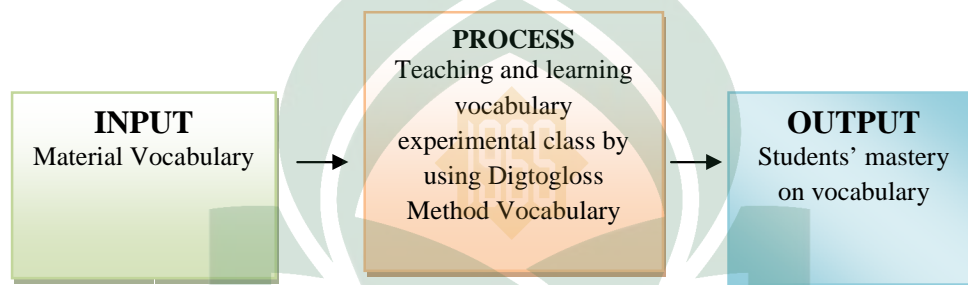 INPUT
Material Vocabulary
PROCESS
Teaching and learning
vocabulary
experimental class by
using Digtogloss
Method Vocabulary
OUTPUT
Students’ mastery
on vocabulary
1965